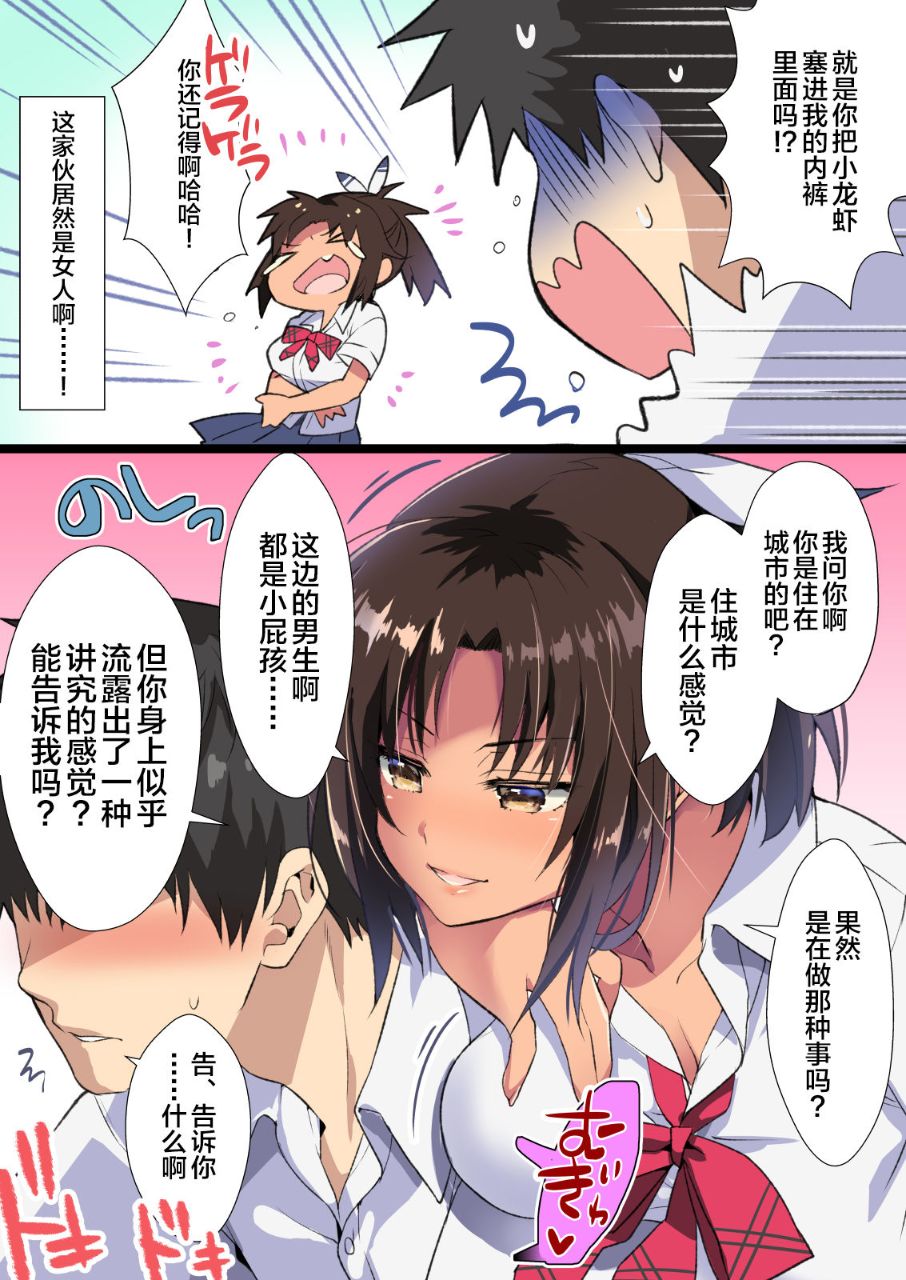 就是你把小龙虾
塞进我的内裤
里面吗!?
你还记得啊哈哈！
ゲラゲラ
这家伙居然是女人啊……！
我问你啊
你是住在
城市的吧？
住城市
是什么感觉？
这边的男生啊
都是小屁孩……
但你身上似乎
流露出了一种
讲究的感觉？
能告诉我吗？
のしっ
果然
是在做那种事吗？
告、告诉你
……什么啊
むぎゅ♥
ドキドキ